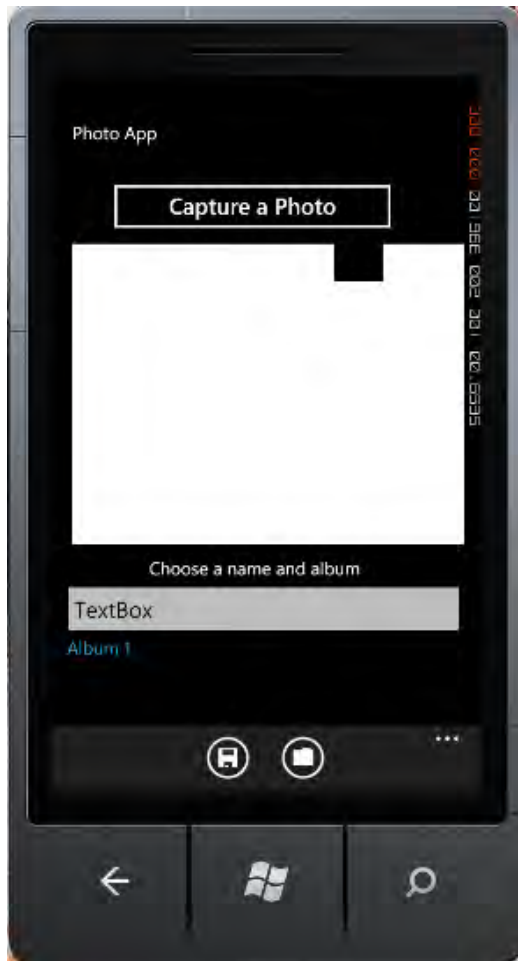 Photo App
Capture a Photo
Choose a name and album
TextBox
Album 1
...